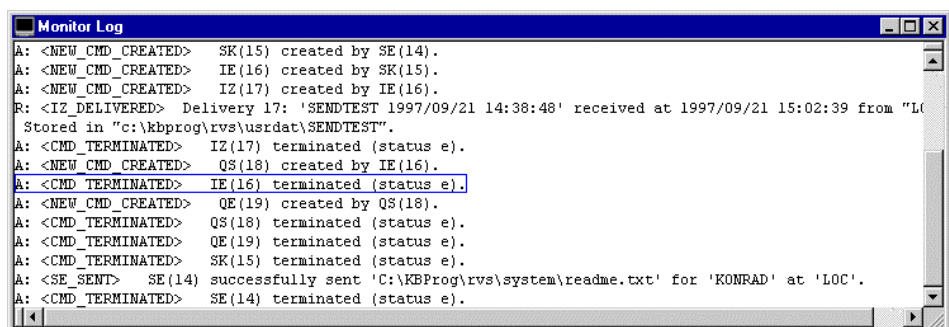 Monitor Log
A: <NEW_CMD_CREATED> SK(15) created by SE(14).
A: <NEW_CMD_CREATED> IE(16) created by SK(15).
A: <NEW_CMD_CREATED> IZ(17) created by IE(16).
R: <IZ_DELIVERED> Delivery 17: 'SENDTEST 1997/09/21 14:38:48' received at 1997/09/21 15:02:39 from "L
Stored in "c:\kbprog\rvs\usrdat\SENDTEST".
A: <CMD_TERMINATED> IZ(17) terminated (status e).
A: <NEW_CMD_CREATED> QS(18) created by IE(16).
A: <CMD_TERMINATED> IE(16) terminated (status e).
A: <NEW_CMD_CREATED> QE(19) created by QS(18).
A: <CMD_TERMINATED> QS(18) terminated (status e).
A: <CMD_TERMINATED> QE(19) terminated (status e).
A: <CMD_TERMINATED> SK(15) terminated (status e).
A: <SE_SENT> SE(14) successfully sent 'C:\KBProg\rvs\system\readme.txt' for 'KONRAD' at 'LOC'.
A: <CMD_TERMINATED> SE(14) terminated (status e).